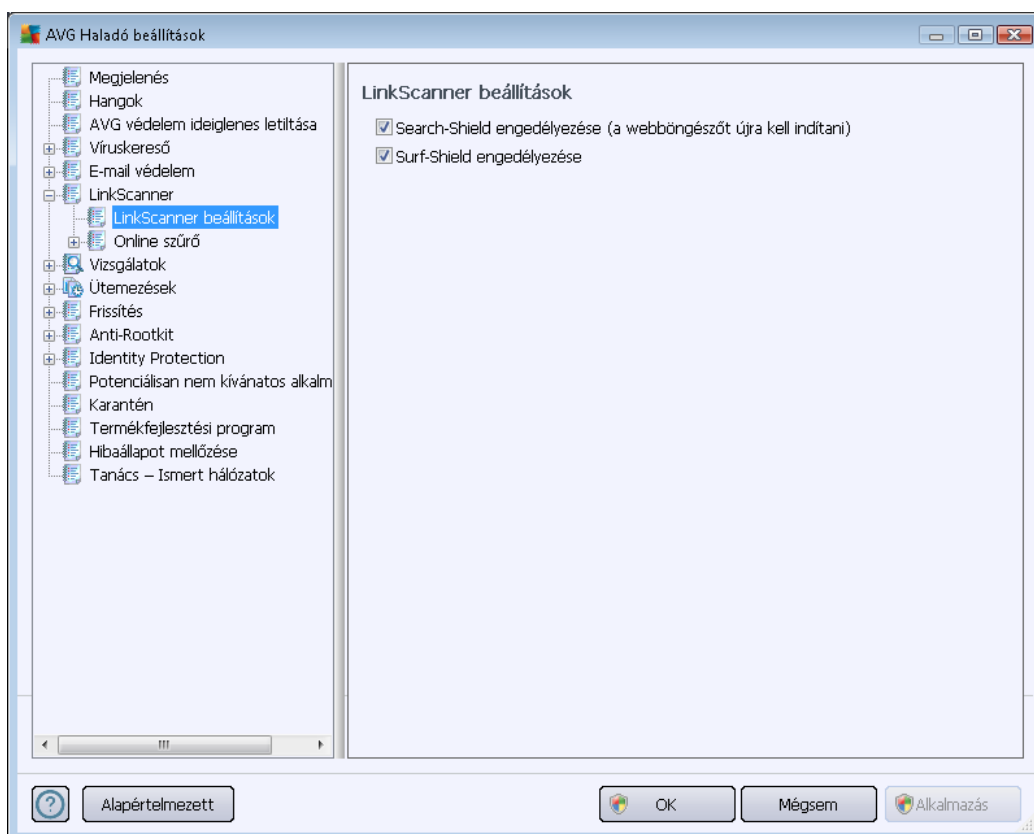 AVG Haladó beállítások
Megjelenés
Hangok
AVG védelem ideiglenes letiltása
Víruskereső
E-mail védelem
LinkScanner
LinkScanner beállítások
Online szűrő
Vizsgálatok
Ütemezések
Frissítés
Anti-Rootkit
Identity Protection
Potenciálisan nem kívánatos alkalm
Karantén
Termékfejlesztési program
Hibaállapot mellőzése
Tanács – Ismert hálózatok
LinkScanner beállítások
Search-Shield engedélyezése (a webböngészőt újra kell indítani)
Surf-Shield engedélyezése
Alapértelmezett
OK
Mégsem
Alkalmazás